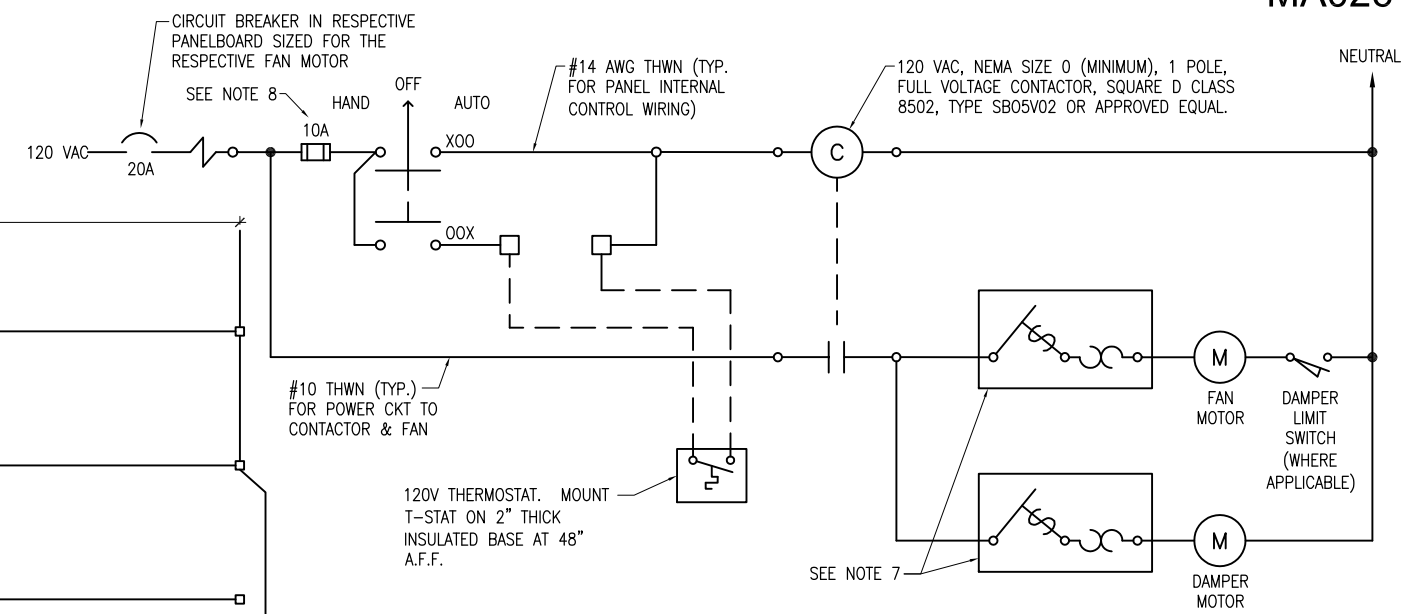 CIRCUIT BREAKER IN RESPECTIVE
PANELBOARD SIZED FOR THE
RESPECTIVE FAN MOTOR
SEE NOTE 8
HAND
OFF
AUTO
#14 AWG THWN (TYP.
FOR PANEL INTERNAL
CONTROL WIRING)
120 VAC, NEMA SIZE 0 (MINIMUM), 1 POLE,
FULL VOLTAGE CONTACTOR, SQUARE D CLASS
8502, TYPE SBO5V02 OR APPROVED EQUAL.
NEUTRAL
120 VAC
20A
10A
XOO
C
OOX
#10 THWN (TYP.)
FOR POWER CKT TO
CONTACTOR & FAN
M
FAN
MOTOR
DAMPER
LIMIT
SWITCH
(WHERE
APPLICABLE)
120V THERMOSTAT. MOUNT
T-STAT ON 2" THICK
INSULATED BASE AT 48"
A.F.F.
SEE NOTE 7
M
DAMPER
MOTOR